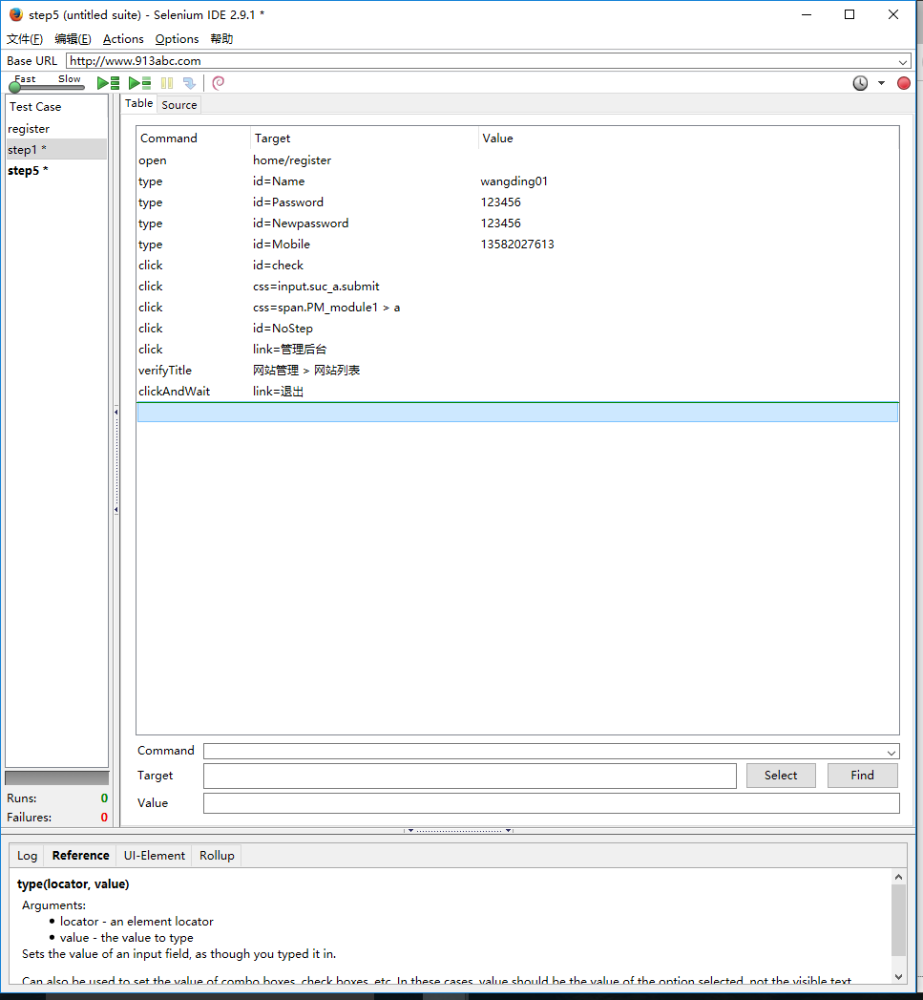 step5 (untitled suite) - Selenium IDE 2.9.1 *
文件(F) 编辑(E) Actions Options 帮助
Base URL http://www.913abc.com
Fast Slow
Test Case
register
step1 *
step5 *
Table Source
Command Target Value
open home/register
type id=Name wangding01
type id=Password 123456
type id=Newpassword 123456
type id=Mobile 13582027613
click id=check
click css=input.suc_a.submit
click css=span.PM_module1 > a
click id=NoStep
click link=管理后台
verifyTitle 网站管理 > 网站列表
clickAndWait link=退出
Command
Target Select Find
Value
Runs: 0
Failures: 0
Log Reference UI-Element Rollup
type(locator, value)
Arguments:
• locator - an element locator
• value - the value to type
Sets the value of an input field, as though you typed it in.
Can also be used to set the value of combo boxes, check boxes, etc. In these cases, value should be the value of the option selected, not the visible text.